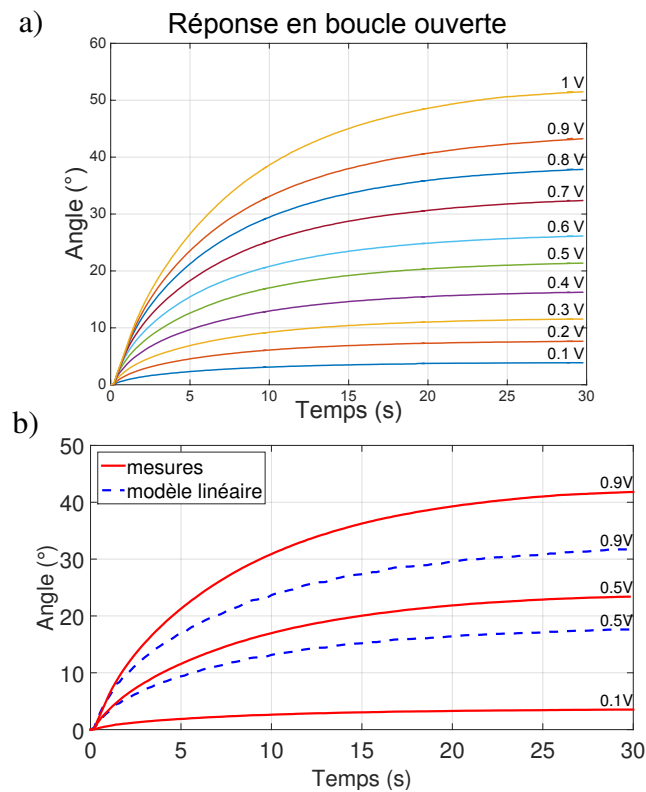 a)
Réponse en boucle ouverte
60
50
40
30
20
10
0
Angle (°)
1 V
0.9 V
0.8 V
0.7 V
0.6 V
0.5 V
0.4 V
0.3 V
0.2 V
0.1 V
0 5 10 15 20 25 30
Temps (s)
b)
50
40
30
20
10
0
Angle (°)
mesures
modèle linéaire
0.9V
0.9V
0.5V
0.5V
0.1V
0 5 10 15 20 25 30
Temps (s)